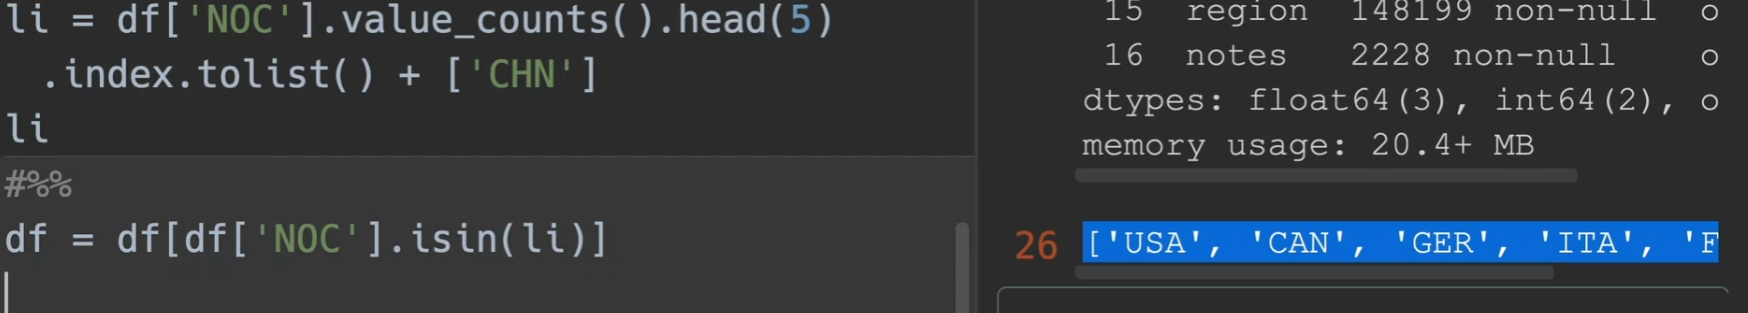 li = df['NOC'].value_counts().head(5)
.index.tolist() + ['CHN']
li
#%%
df = df[df['NOC'].isin(li)]
15 region 148199 non-null o
16 notes 2228 non-null o
dtypes: float64(3), int64(2), o
memory usage: 20.4+ MB
26 ['USA', 'CAN', 'GER', 'ITA', 'F